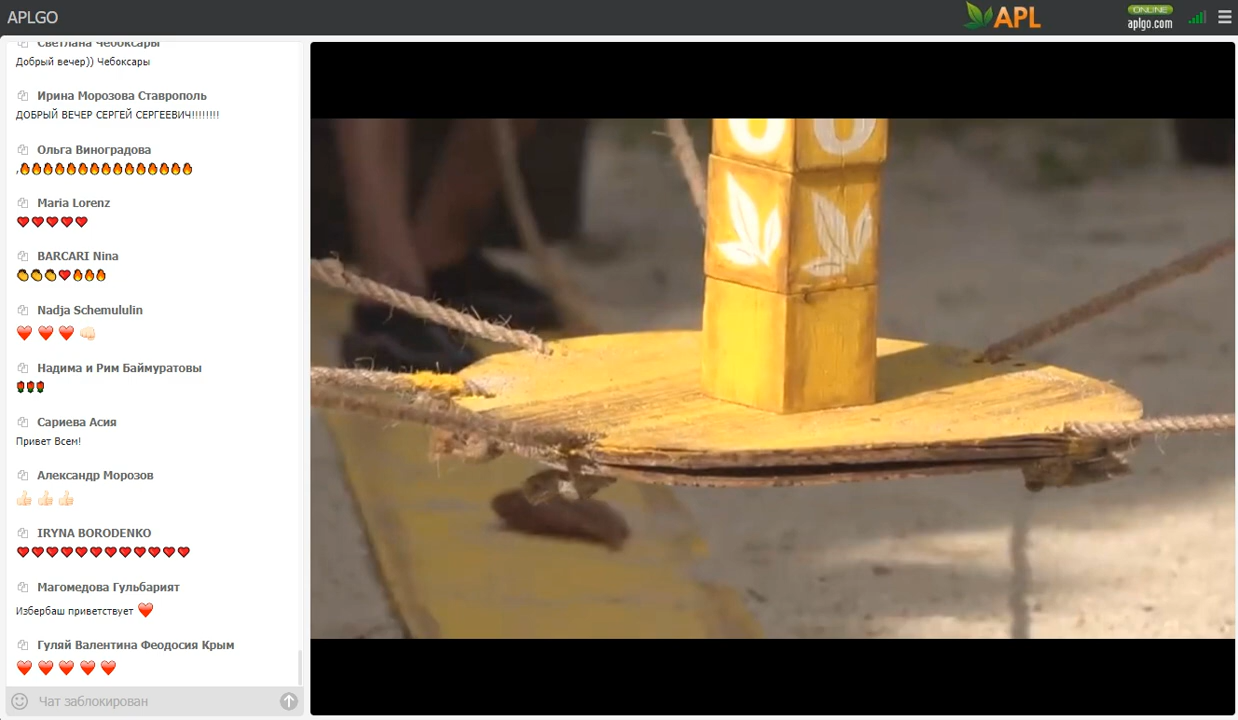 APLGO
APL
ONLINE
aplgo.com
Светлана Чебоксары
Добрый вечер)) Чебоксары
Ирина Морозова Ставрополь
ДОБРЫЙ ВЕЧЕР СЕРГЕЙ СЕРГЕЕВИЧ!!!!!!!!
Ольга Виноградова
,🔥🔥🔥🔥🔥🔥🔥🔥🔥🔥🔥🔥🔥🔥
Maria Lorenz
❤❤❤❤❤
BARCARI Nina
👏👏👏❤🔥🔥🔥
Nadja Schemululin
❤❤❤👊🏻
Надима и Рим Баймуратовы
🌹🌹🌹
Сариева Асия
Привет Всем!
Александр Морозов
👍🏻👍🏻👍🏻
IRYNA BORODENKO
❤❤❤❤❤❤❤❤❤❤❤❤
Магомедова Гульбарият
Избербаш приветствует ❤
Гуляй Валентина Феодосия Крым
❤❤❤❤❤
Чат заблокирован